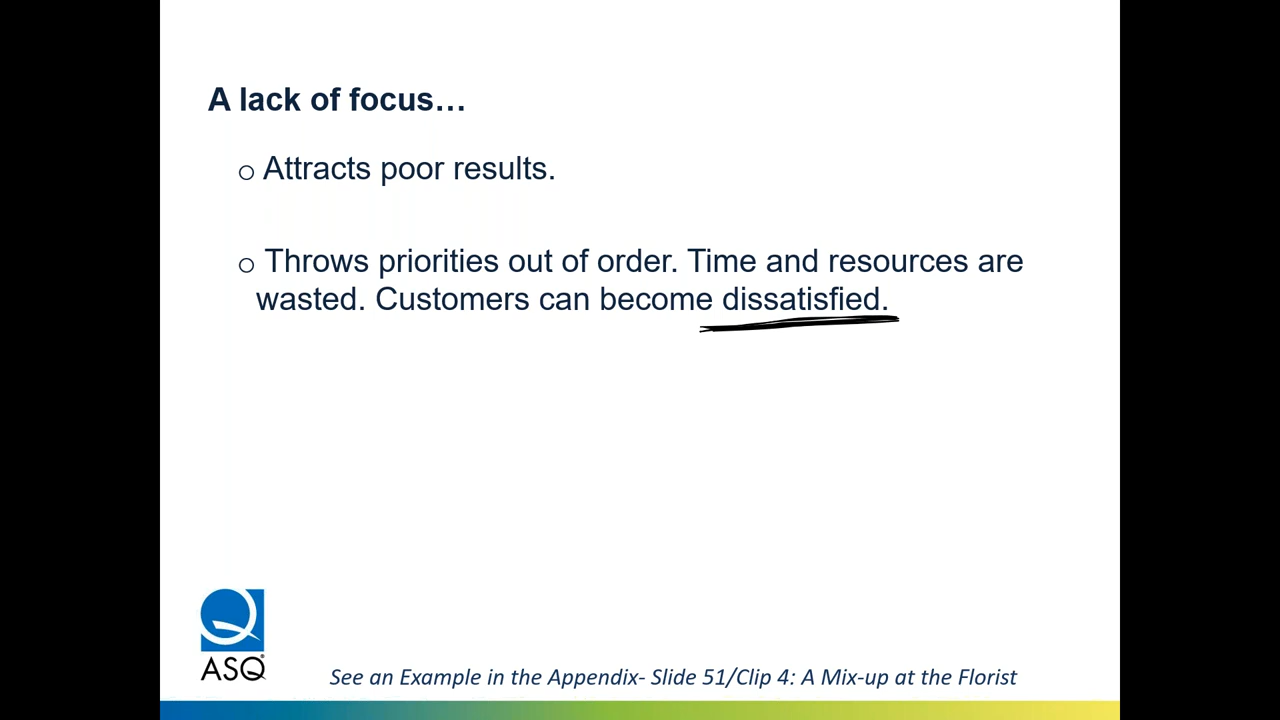 A lack of focus…
o Attracts poor results.
o Throws priorities out of order. Time and resources are
wasted. Customers can become dissatisfied.
ASQ®
See an Example in the Appendix- Slide 51/Clip 4: A Mix-up at the Florist